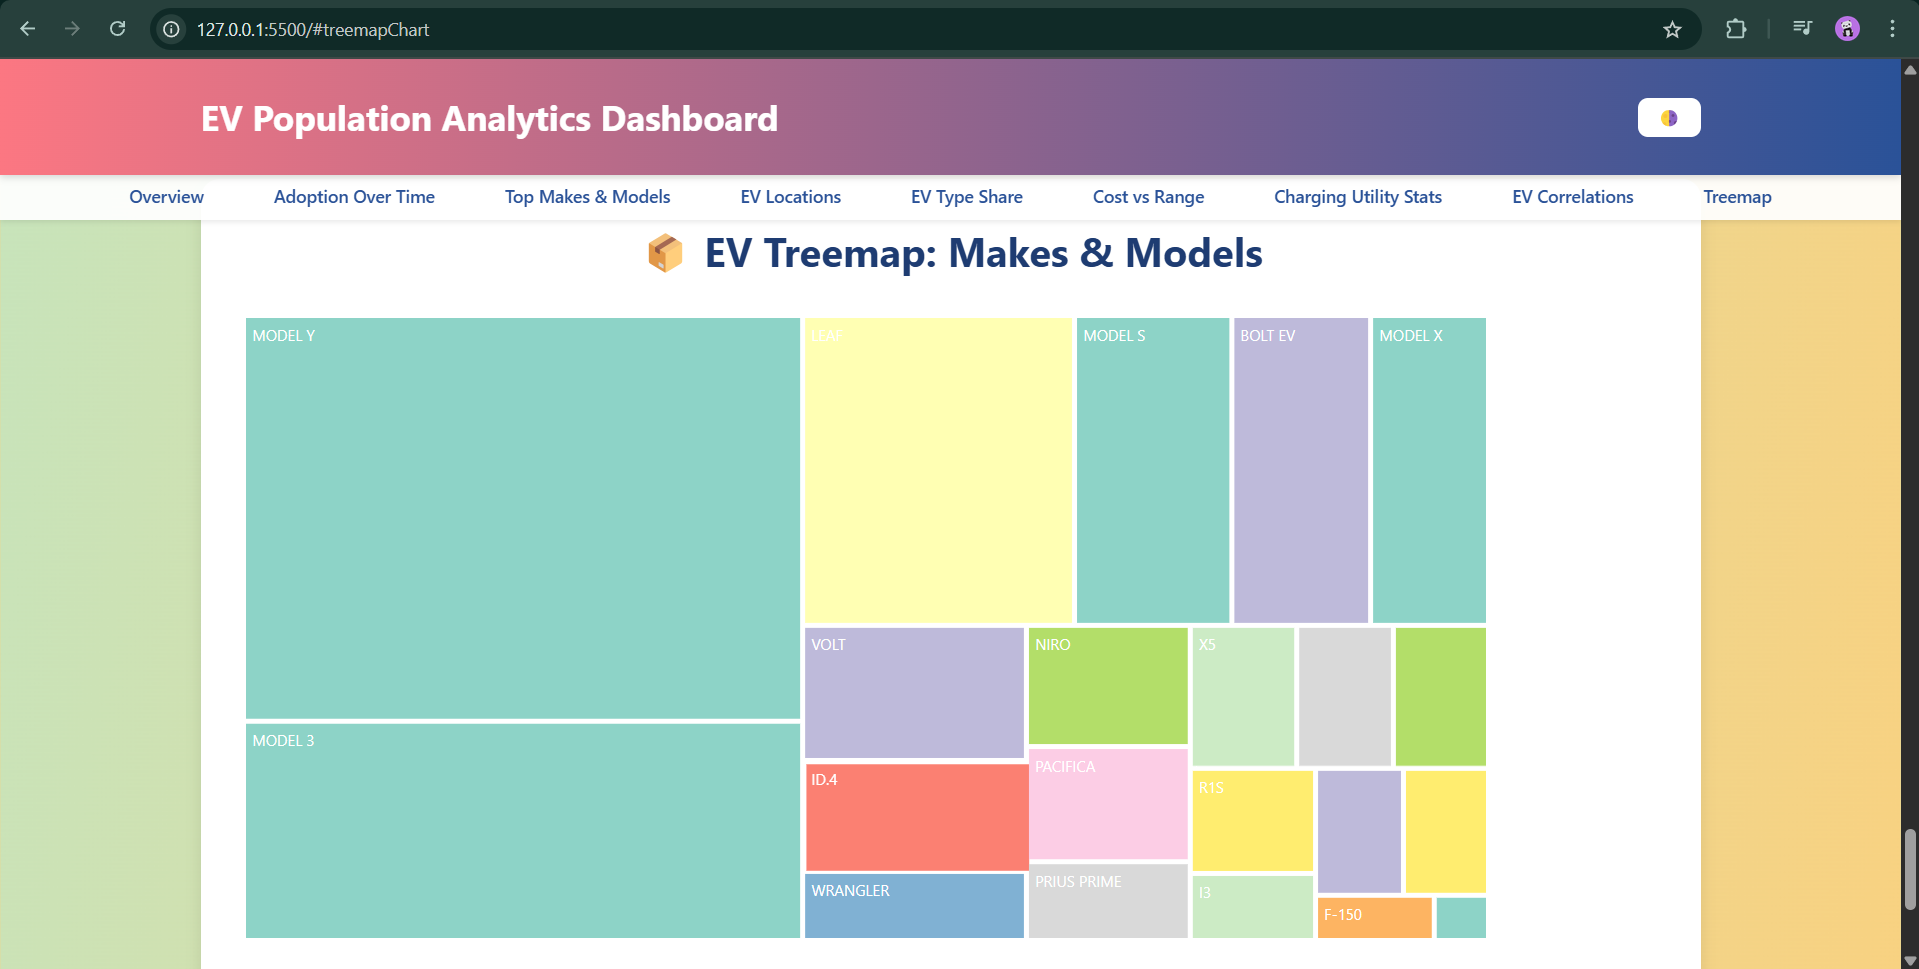 127.0.0.1:5500/#treemapChart
EV Population Analytics Dashboard
Overview
Adoption Over Time
Top Makes & Models
EV Locations
EV Type Share
Cost vs Range
Charging Utility Stats
EV Correlations
Treemap
EV Treemap: Makes & Models
MODEL Y
LEAF
MODEL S
BOLT EV
MODEL X
VOLT
NIRO
X5
MODEL 3
PACIFICA
ID.4
R1S
PRIUS PRIME
WRANGLER
I3
F-150